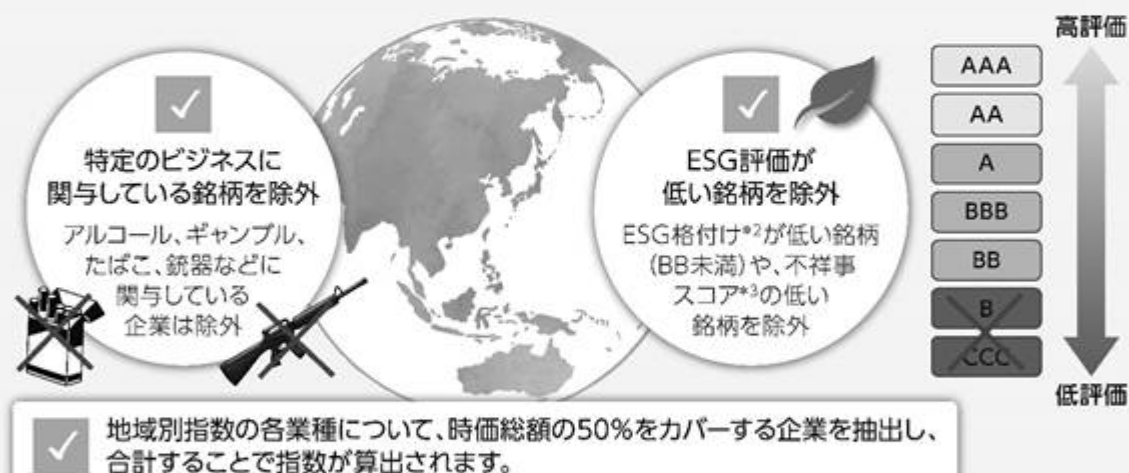 特定のビジネスに
関与している銘柄を除外
アルコール、ギャンブル、
たばこ、銃器などに
関与している
企業は除外
ESG評価が
低い銘柄を除外
ESG格付け*2が低い銘柄
(BB未満)や、不祥事
スコア*3の低い
銘柄を除外
高評価
AAA
AA
A
BBB
BB
B
CCC
低評価
地域別指数の各業種について、時価総額の50%をカバーする企業を抽出し、
合計することで指数が算出されます。